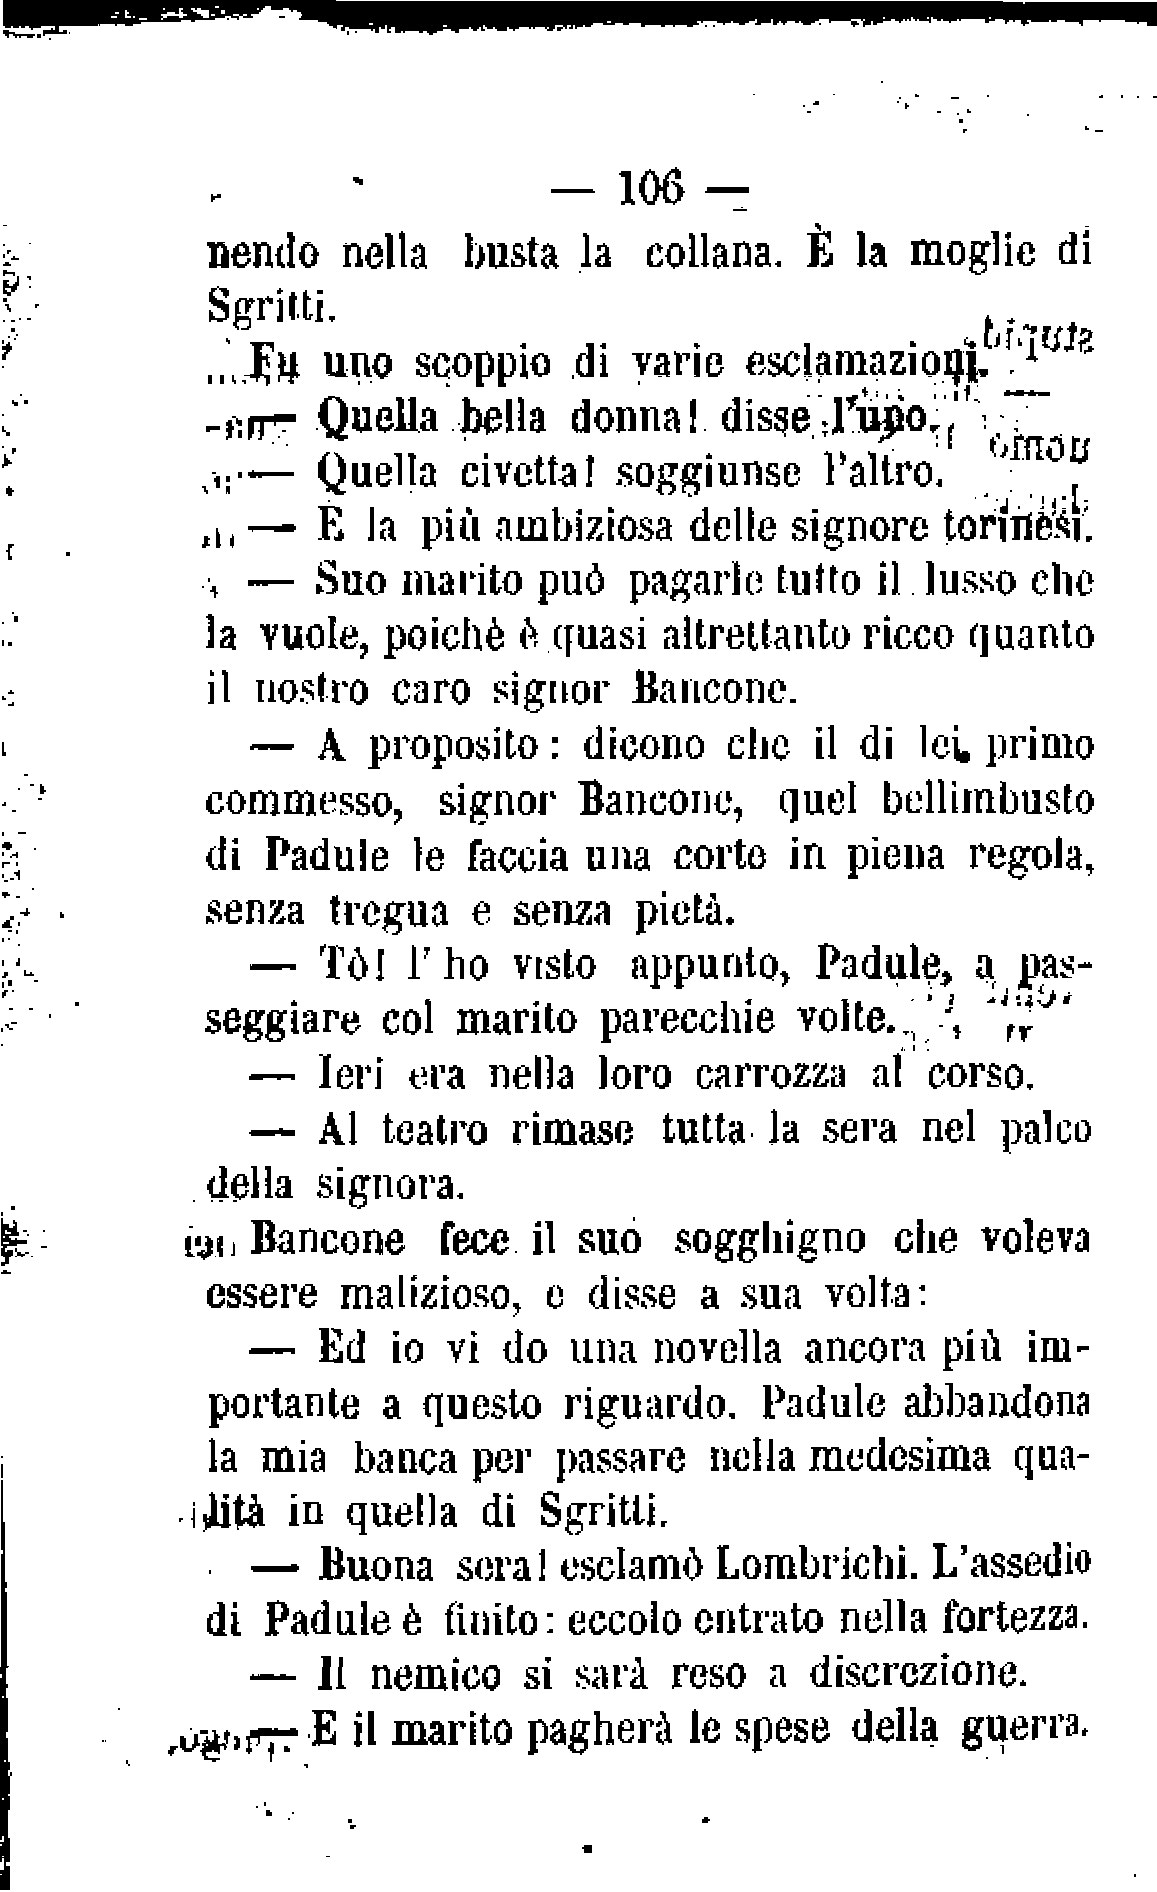 — 106 —
nendo nella busta la collana. È la moglie di
Sgritti.
Fu uno scoppio di varie esclamazioni.
— Quella bella donna! disse l'uno.
— Quella civetta! soggiunse l'altro.
— E la più ambiziosa delle signore torinesi.
— Suo marito può pagarle tutto il lusso che
la vuole, poichè è quasi altrettanto ricco quanto
il nostro caro signor Bancone.
— A proposito: dicono che il di lei primo
commesso, signor Bancone, quel bellimbusto
di Padule le faccia una corte in piena regola,
senza tregua e senza pietà.
— Tò! l'ho visto appunto, Padule, a pas-
seggiare col marito parecchie volte.
— Ieri era nella loro carrozza al corso.
— Al teatro rimase tutta la sera nel palco
della signora.
Bancone fece il suo sogghigno che voleva
essere malizioso, e disse a sua volta:
— Ed io vi do una novella ancora più im-
portante a questo riguardo. Padule abbandona
la mia banca per passare nella medesima qua-
lità in quella di Sgritti.
— Buona sera! esclamò Lombrichi. L'assedio
di Padule è finito: eccolo entrato nella fortezza.
— Il nemico si sarà reso a discrezione.
— E il marito pagherà le spese della guerra.